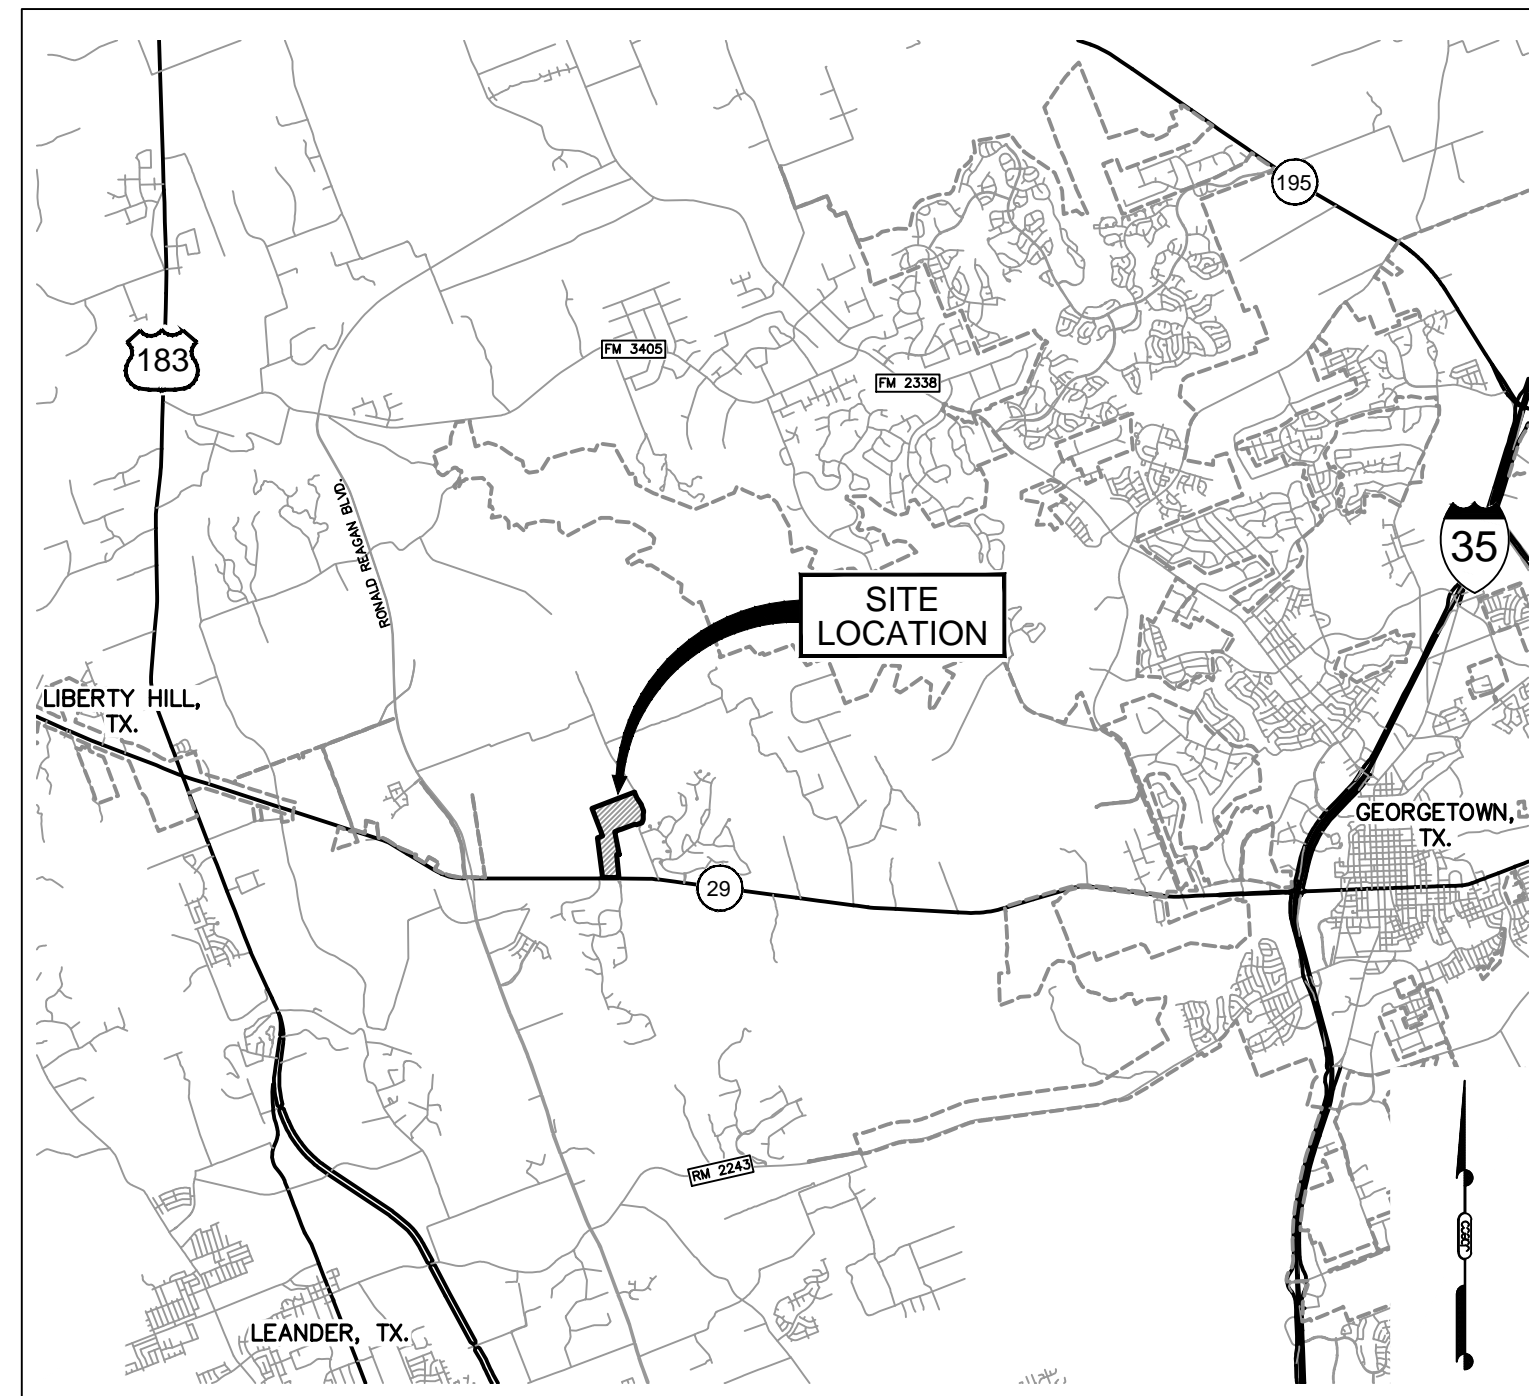 195
FM 3405
183
FM 2338
RONALD REAGAN BLVD.
35
SITE
LOCATION
LIBERTY HILL,
TX.
GEORGETOWN,
TX.
29
RM 2243
LEANDER, TX.